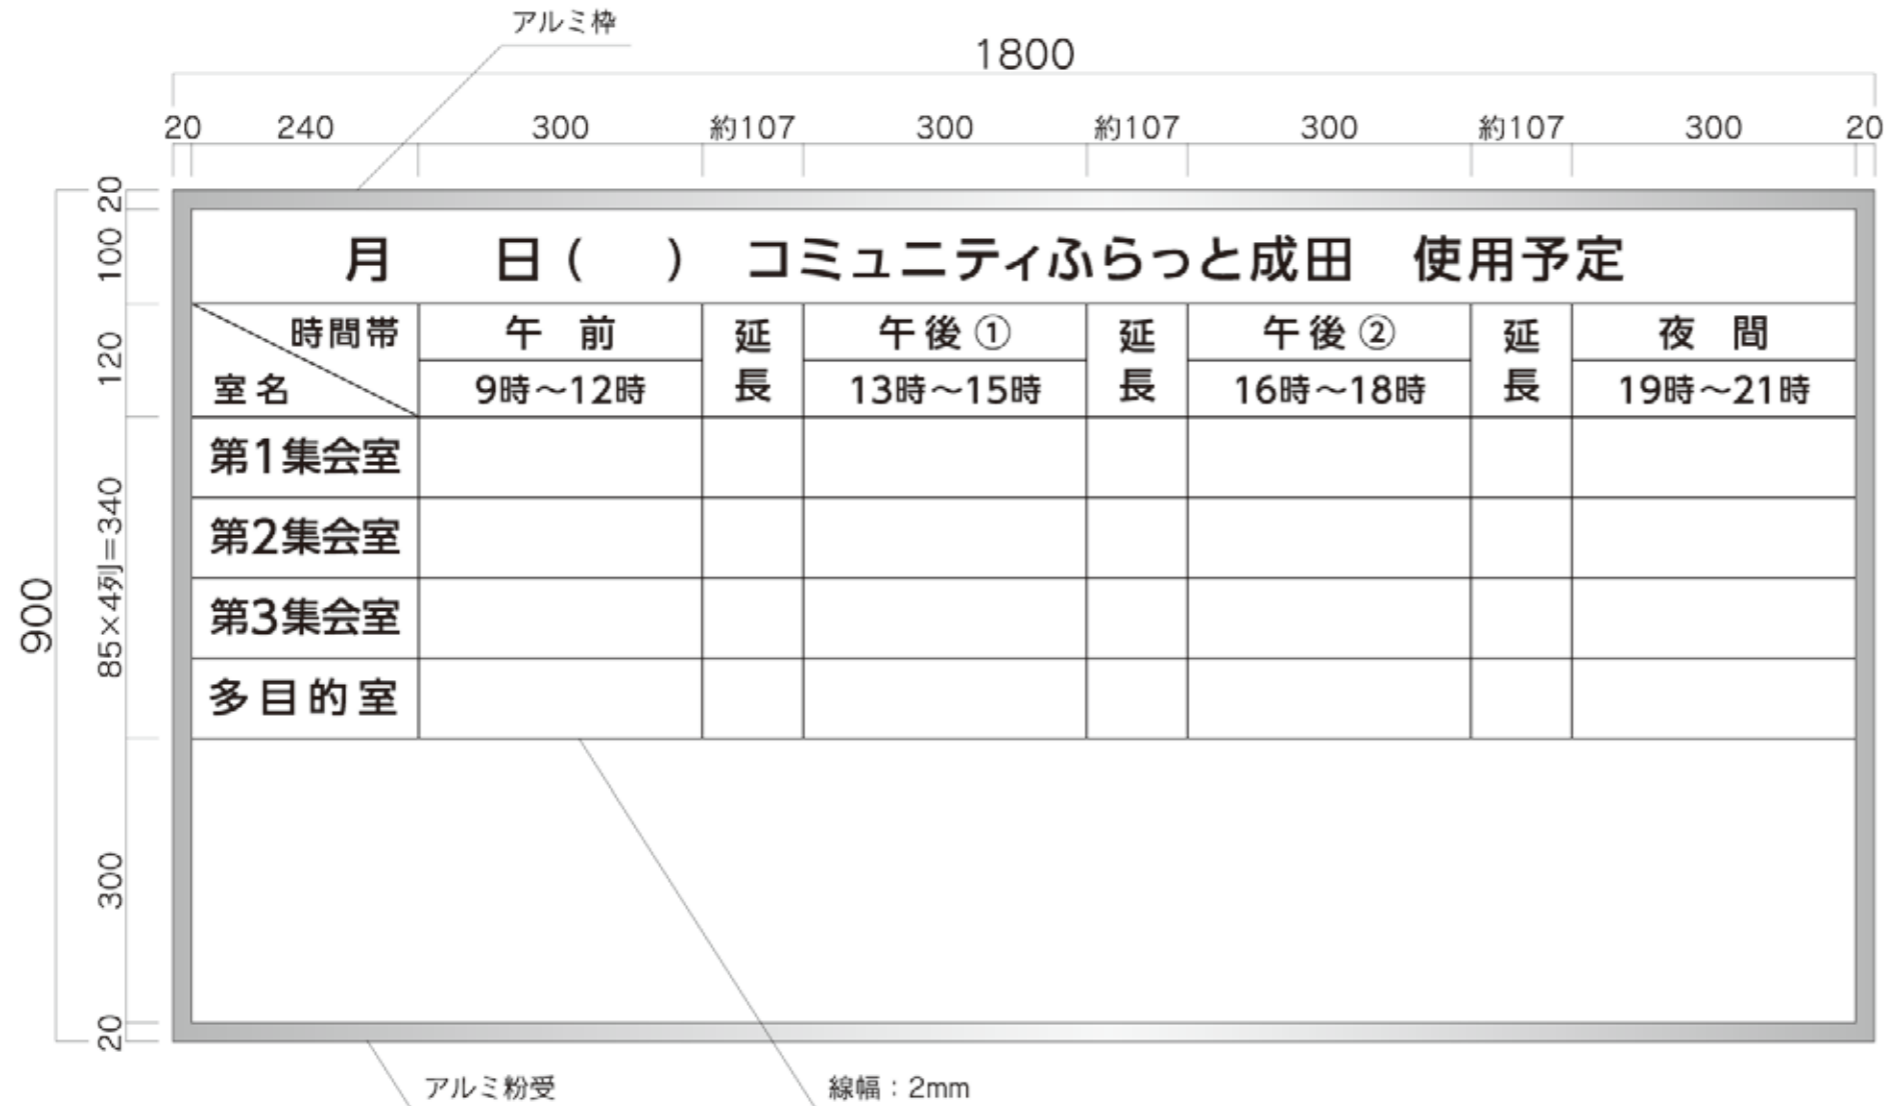 アルミ枠
1800
20 240 300 約107 300 約107 300 約107 300 20
900
20
100
120
85×4列=340
300
20
月 日( ) コミュニティふらっと成田 使用予定
時間帯
室名
午 前 延長 午後① 延長 午後② 延長 夜 間
9時〜12時 13時〜15時 16時〜18時 19時〜21時
第1集会室
第2集会室
第3集会室
多目的室
アルミ粉受
線幅：2mm